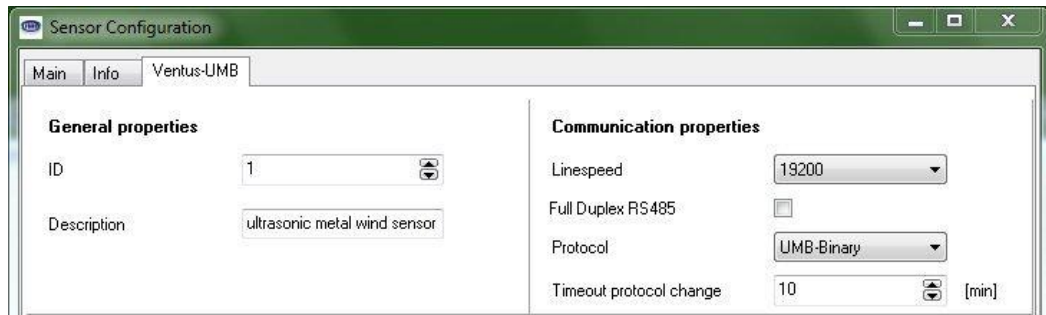 Sensor Configuration
Main Info Ventus-UMB
General properties
ID 1
Description ultrasonic metal wind sensor
Communication properties
Linespeed 19200
Full Duplex RS485
Protocol UMB-Binary
Timeout protocol change 10 [min]